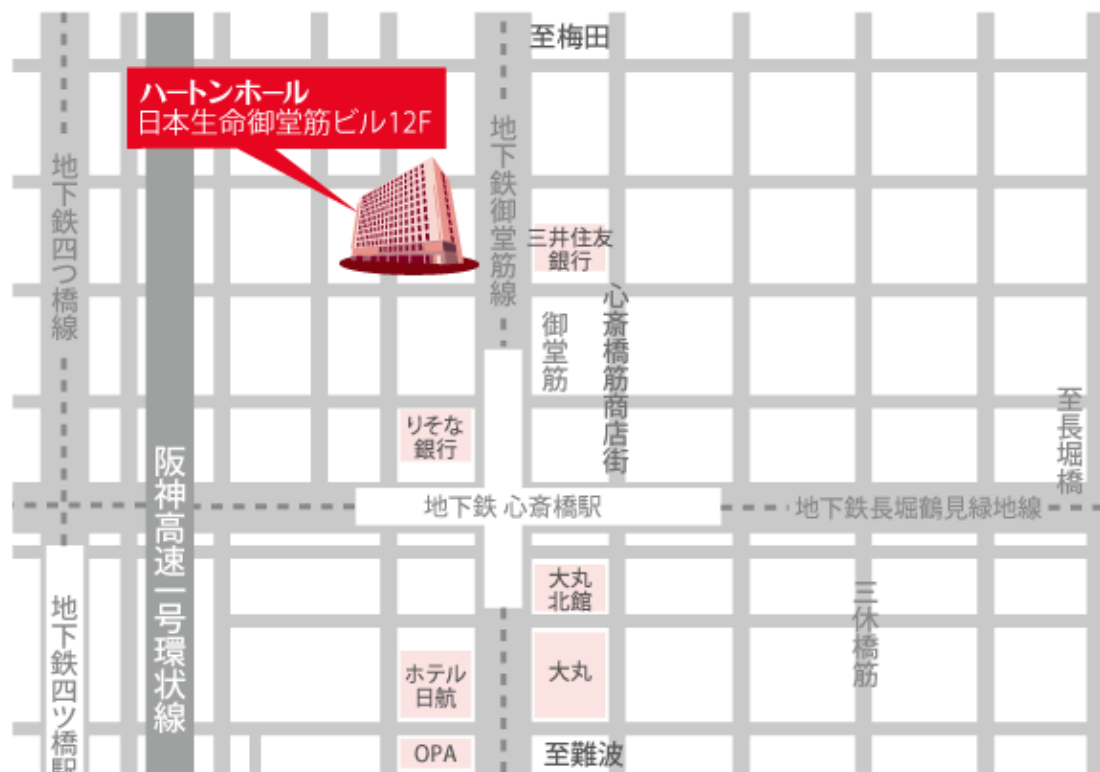 至梅田
ハートンホール
日本生命御堂筋ビル12F
地下鉄御堂筋線
地下鉄四つ橋線
三井住友
銀行
心斎橋筋商店街
御堂筋
至長堀橋
りそな
銀行
阪神高速一号環状線
地下鉄 心斎橋駅
地下鉄長堀鶴見緑地線
大丸
北館
三休橋筋
地下鉄四ツ橋駅
ホテル
日航
大丸
OPA
至難波